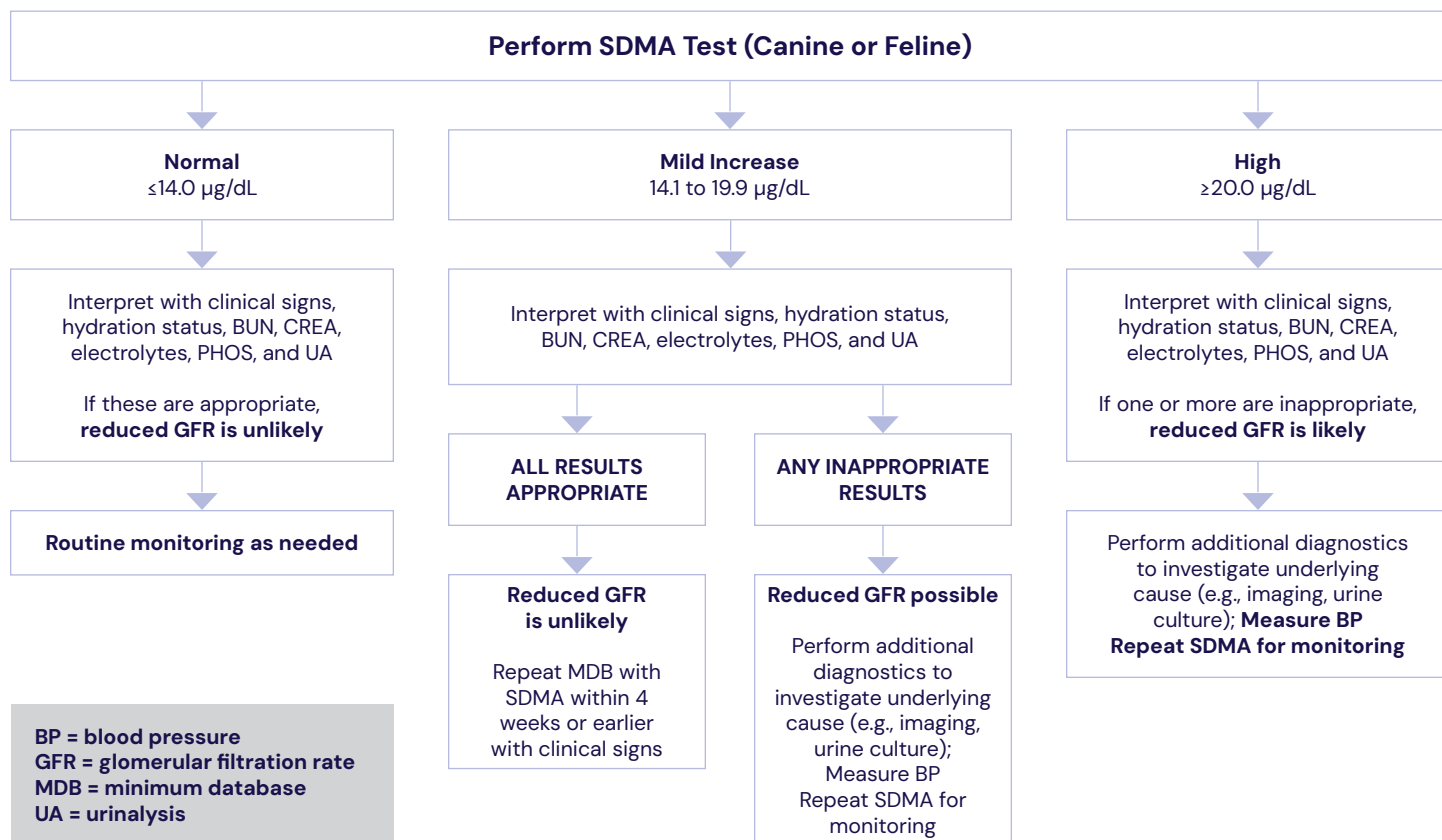 Perform SDMA Test (Canine or Feline)
Normal
≤14.0 µg/dL
Interpret with clinical signs,
hydration status, BUN, CREA,
electrolytes, PHOS, and UA
If these are appropriate,
reduced GFR is unlikely
Routine monitoring as needed
Mild Increase
14.1 to 19.9 µg/dL
Interpret with clinical signs, hydration status,
BUN, CREA, electrolytes, PHOS, and UA
ALL RESULTS
APPROPRIATE
Reduced GFR
is unlikely
Repeat MDB with
SDMA within 4
weeks or earlier
with clinical signs
ANY INAPPROPRIATE
RESULTS
Reduced GFR possible
Perform additional
diagnostics to
investigate underlying
cause (e.g., imaging,
urine culture);
Measure BP
Repeat SDMA for
monitoring
High
≥20.0 µg/dL
Interpret with clinical signs,
hydration status, BUN, CREA,
electrolytes, PHOS, and UA
If one or more are inappropriate,
reduced GFR is likely
Perform additional diagnostics
to investigate underlying
cause (e.g., imaging, urine
culture); Measure BP
Repeat SDMA for monitoring
BP = blood pressure
GFR = glomerular filtration rate
MDB = minimum database
UA = urinalysis